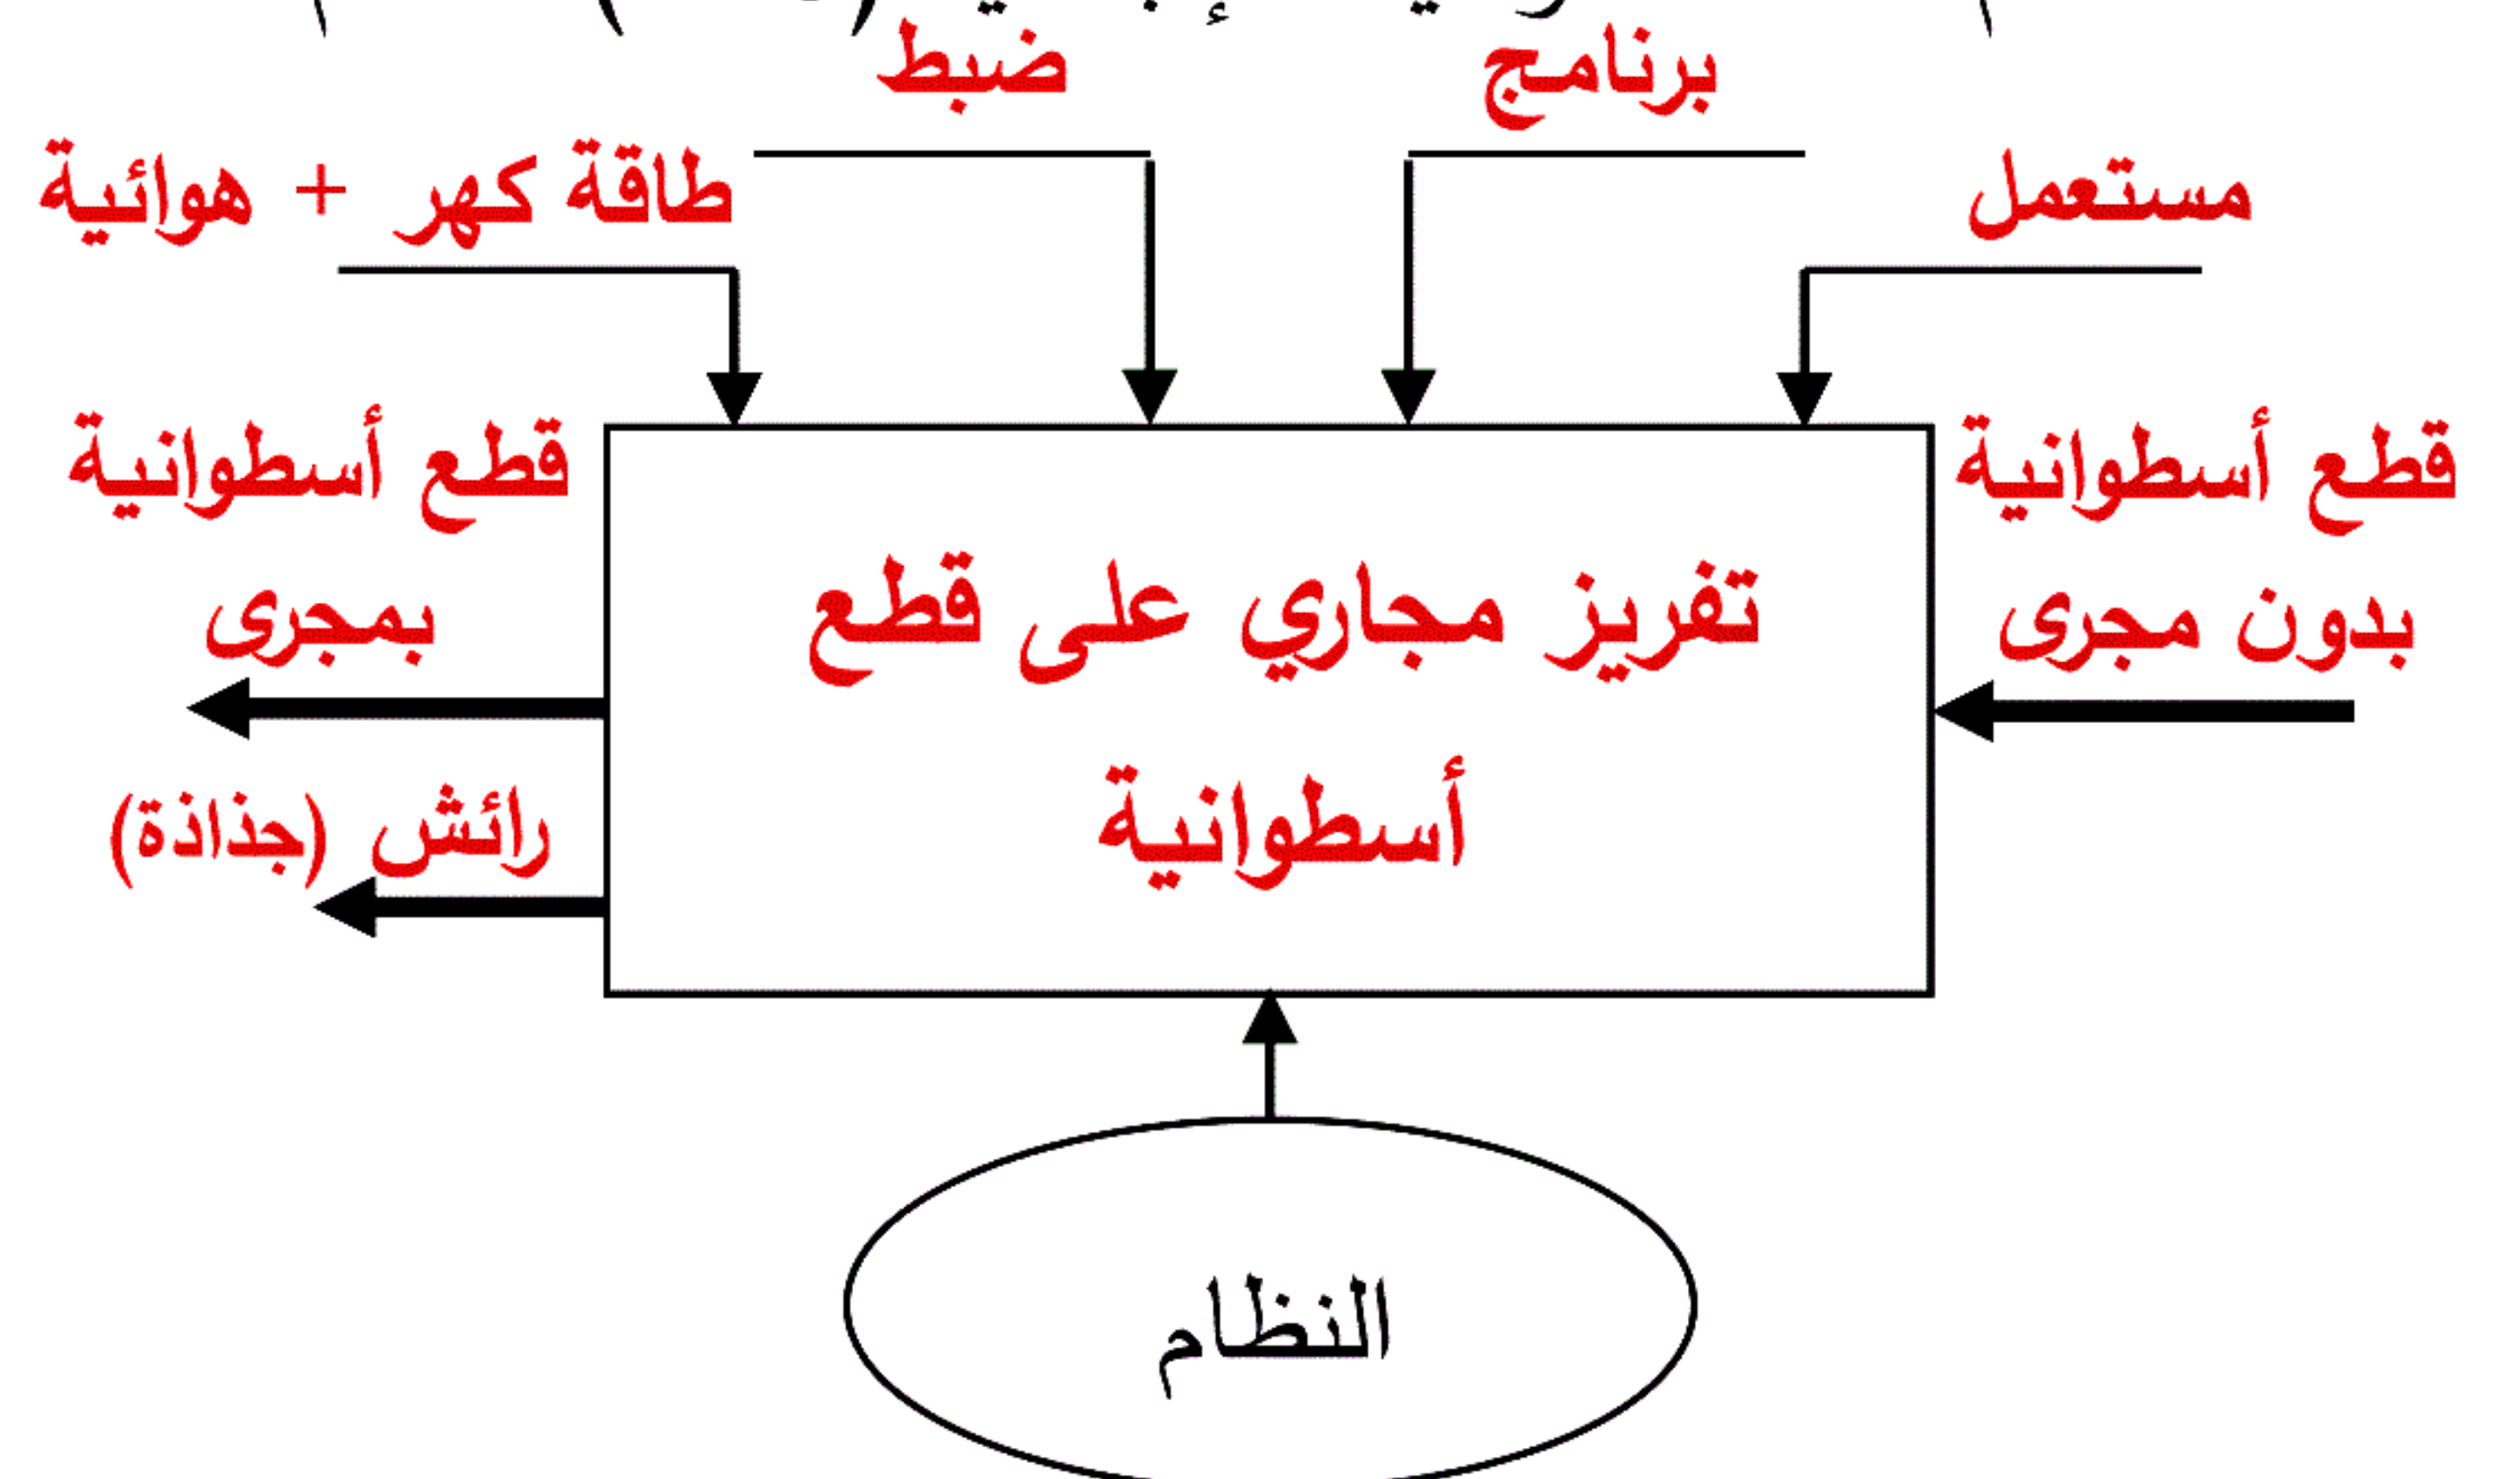 برنامج
ضبط
مستعمل
طاقة كهر + هوائية
قطع أسطوانية
بدون مجرى
تفريز مجاري على قطع
أسطوانية
قطع أسطوانية
بمجرى
رائش (جذاذة)
النظام